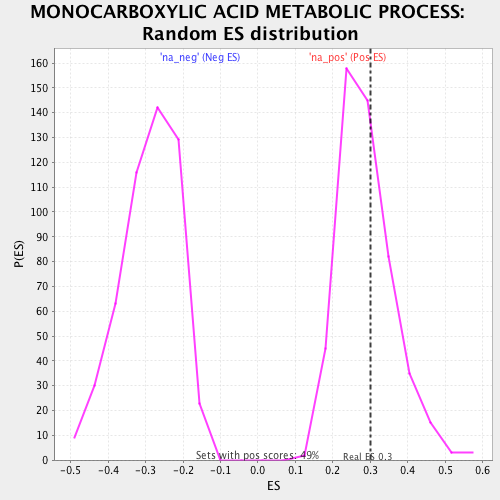 MONOCARBOXYLIC ACID METABOLIC PROCESS:
Random ES distribution
'na_neg' (Neg ES) 'na_pos' (Pos ES)
160
150
140
130
120
110
100
90
80
70
60
50
40
30
20
10
0
P(ES)
Sets with pos scores: 49% Real ES 0.3
-0.5 -0.4 -0.3 -0.2 -0.1 0.0 0.1 0.2 0.3 0.4 0.5 0.6
ES